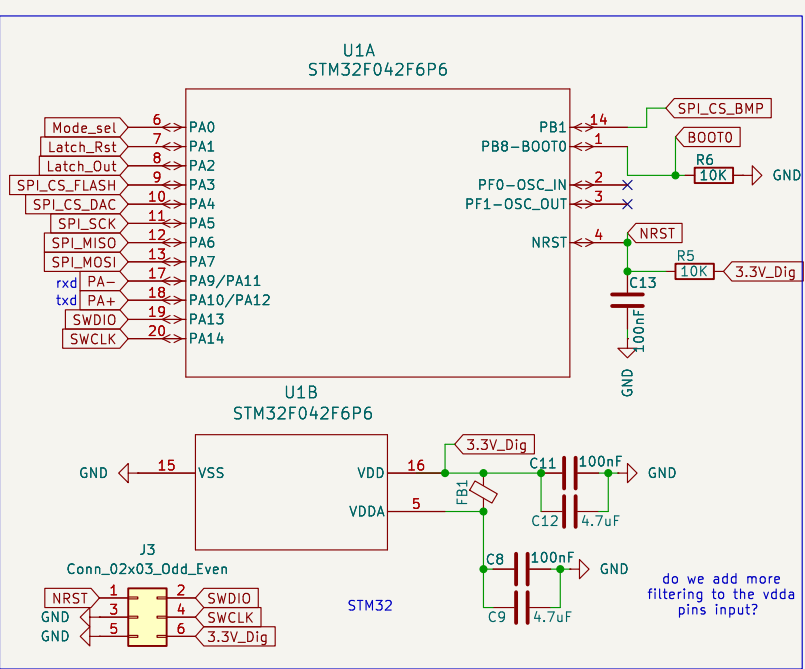 U1A
STM32F042F6P6
Mode_sel 6 PA0 PB1 14 SPI_CS_BMP
Latch_Rst 7 PA1 PB8-BOOT0 1 BOOT0
Latch_Out 8 PA2 R6
SPI_CS_FLASH 9 PA3 PF0-OSC_IN 2 10K GND
SPI_CS_DAC 10 PA4 PF1-OSC_OUT 3
SPI_SCK 11 PA5
SPI_MISO 12 PA6 NRST 4 NRST
SPI_MOSI 13 PA7 R5
rxd PA- 17 PA9/PA11 10K 3.3V_Dig
txd PA+ 18 PA10/PA12 C13
SWDIO 19 PA13 100nF
SWCLK 20 PA14
GND
U1B
STM32F042F6P6
3.3V_Dig
GND 15 VSS VDD 16 C11 100nF GND
FB1
VDDA 5 C12 4.7uF
J3
Conn_02x03_Odd_Even
C8 100nF GND
C9 4.7uF
NRST 1 2 SWDIO
GND 3 4 SWCLK
GND 5 6 3.3V_Dig
STM32
do we add more
filtering to the vdda
pins input?